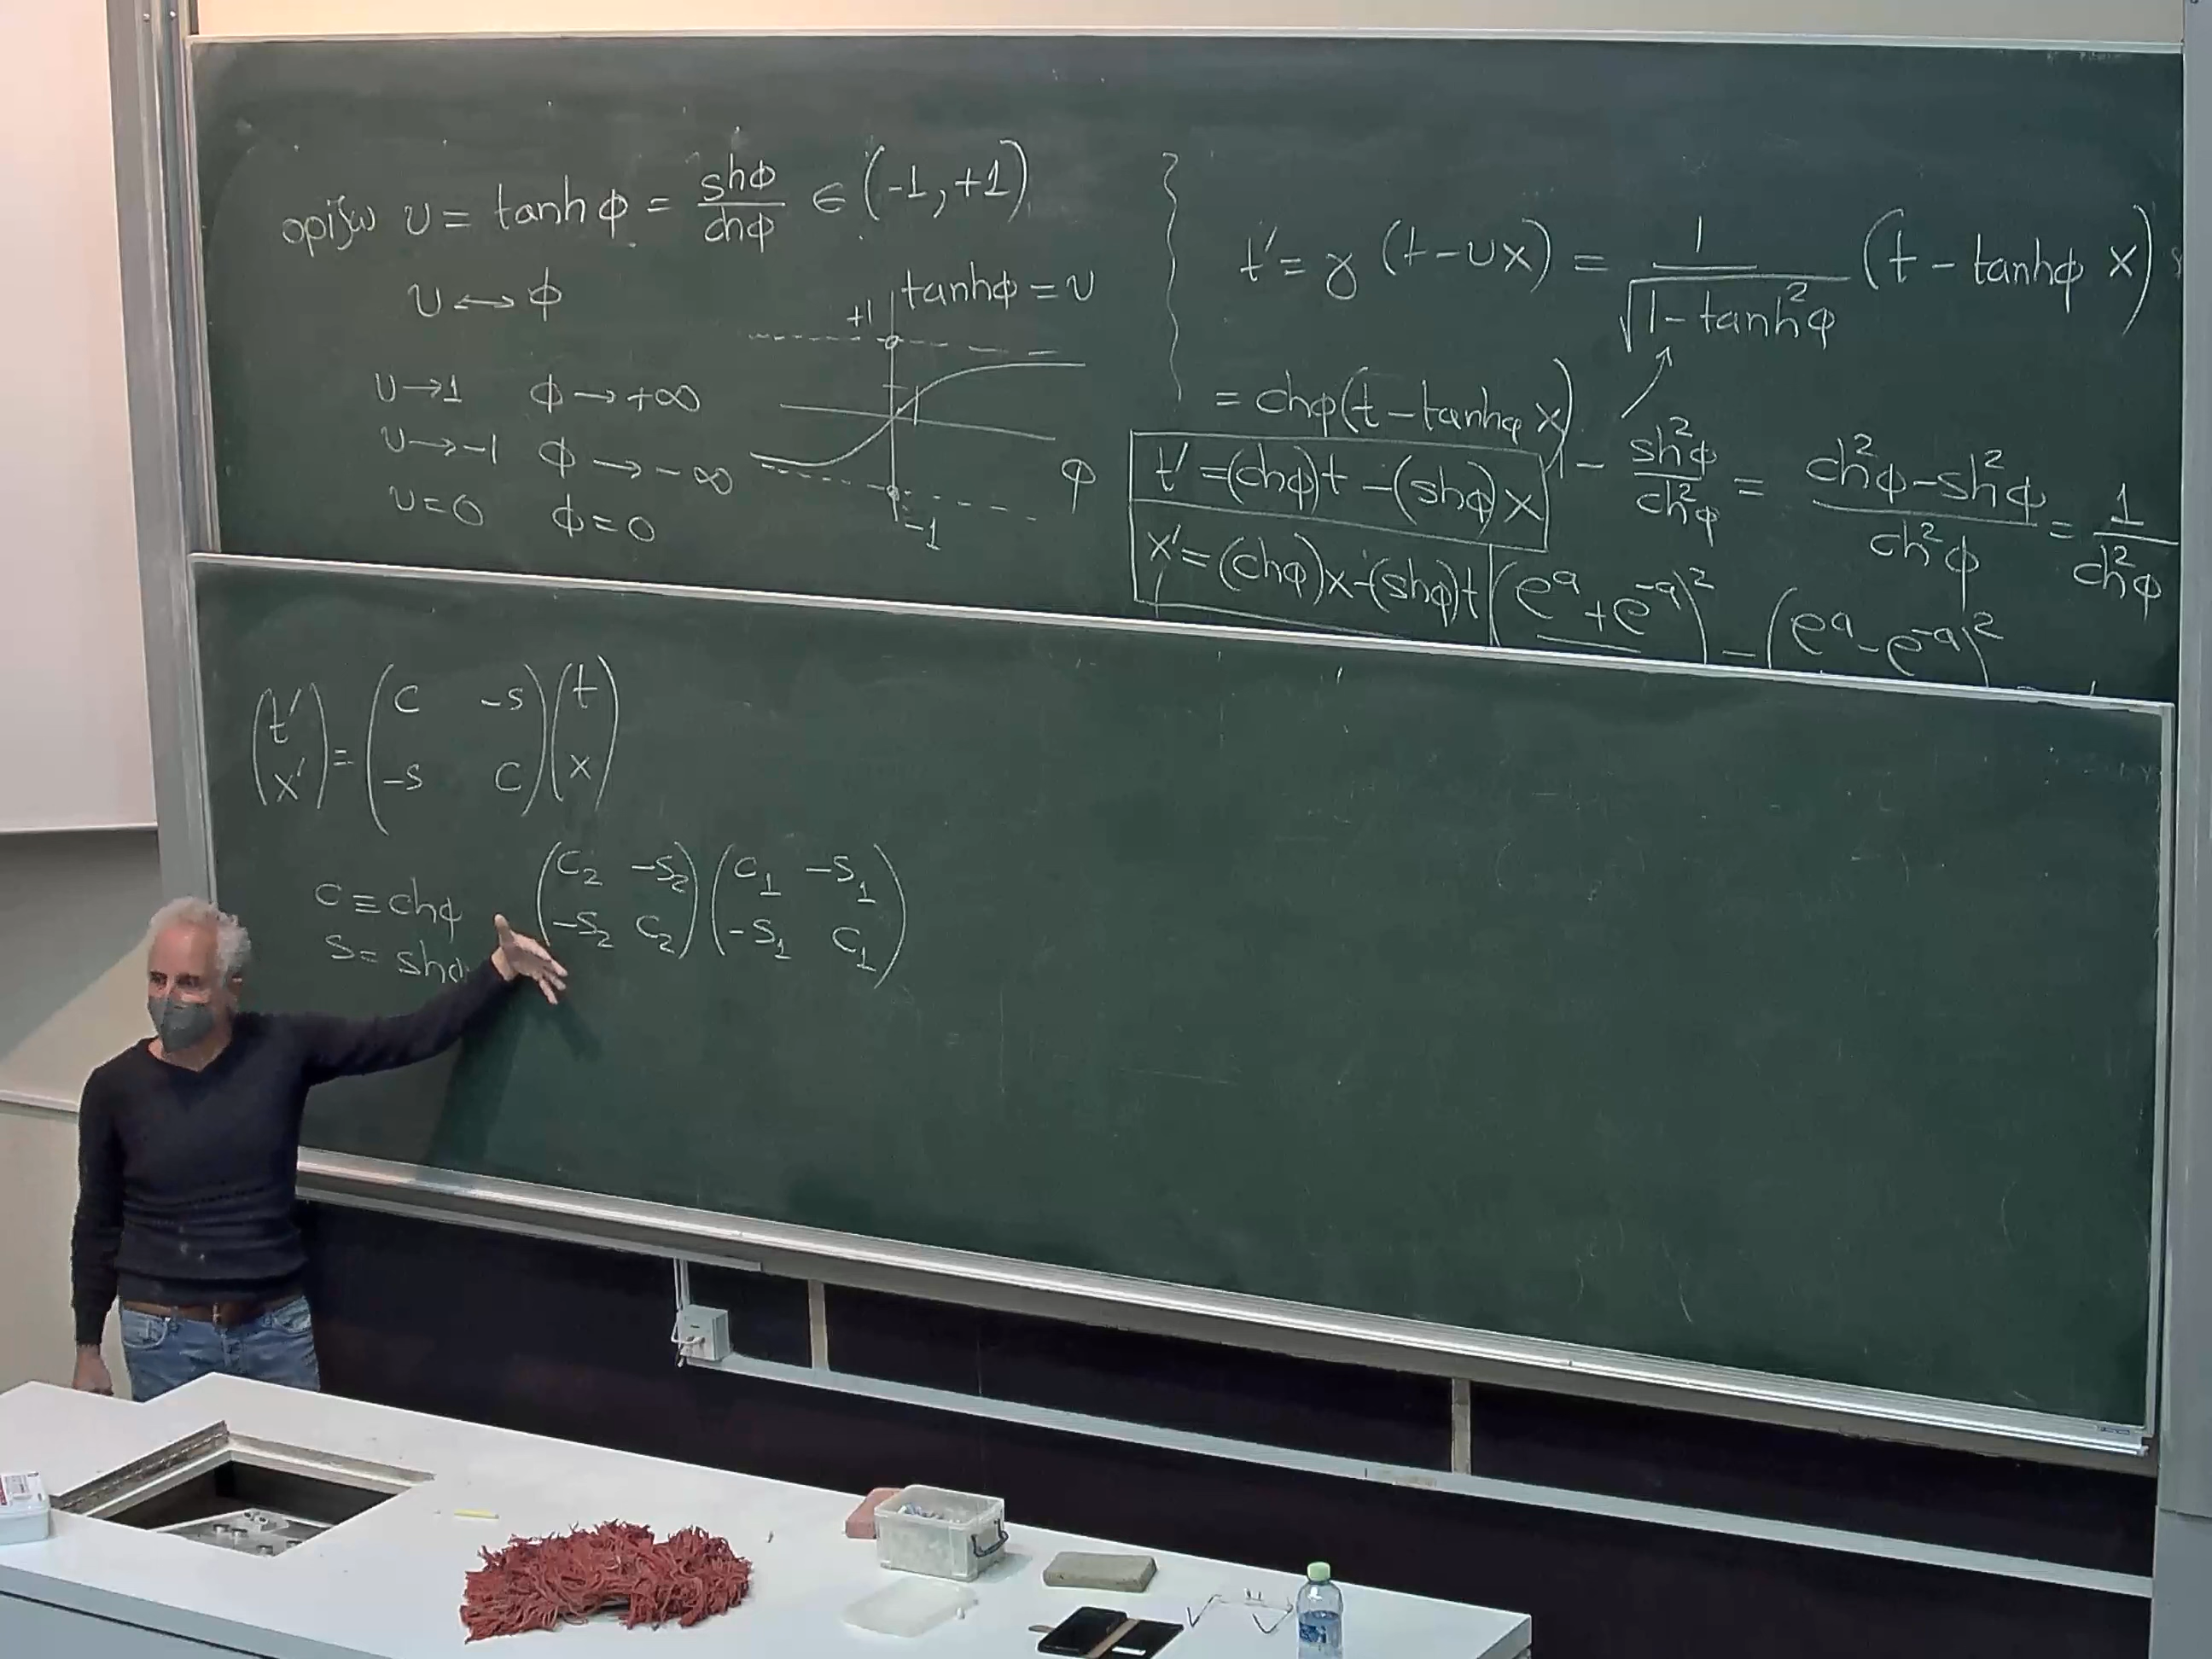 ορίζω υ = tanhφ = shφ/chφ ∈ (-1, +1)
υ ↔ φ
υ → 1 φ → +∞
υ → -1 φ → -∞
υ = 0 φ = 0
tanhφ = υ
+1
φ
-1
t' = γ (t - υx) = 1/√(1 - tanh²φ) (t - tanhφ x)
= chφ(t - tanhφ x)
1 - sh²φ/ch²φ = (ch²φ - sh²φ)/ch²φ = 1/ch²φ
t' = (chφ)t - (shφ)x
x' = (chφ)x - (shφ)t
(e^a + e^-a)² - (e^a - e^-a)²
(t' x') = (C -S; -S C)(t x)
C ≡ chφ
S = shφ
(C₂ -S₂; -S₂ C₂)(C₁ -S₁; -S₁ C₁)